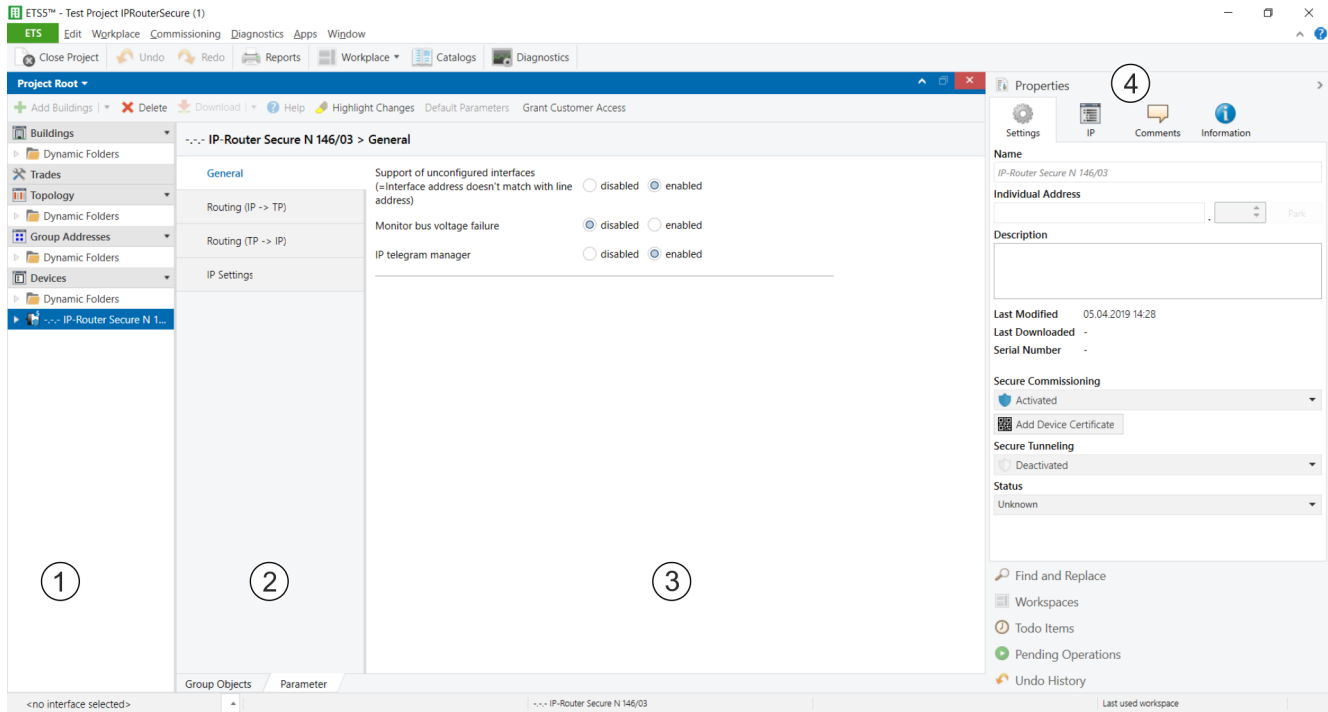 ETS5™ - Test Project IPRouterSecure (1)
ETS Edit Workplace Commissioning Diagnostics Apps Window
Close Project Undo Redo Reports Workplace Catalogs Diagnostics
Project Root
Add Buildings Delete Download Help Highlight Changes Default Parameters Grant Customer Access
Buildings
Dynamic Folders
Trades
Topology
Dynamic Folders
Group Addresses
Dynamic Folders
Devices
Dynamic Folders
-.-.- IP-Router Secure N 1...
1
-.-.- IP-Router Secure N 146/03 > General
General
Routing (IP -> TP)
Routing (TP -> IP)
IP Settings
2
Support of unconfigured interfaces
(=Interface address doesn't match with line
address)
disabled enabled
Monitor bus voltage failure disabled enabled
IP telegram manager disabled enabled
3
Group Objects Parameter
Properties
4
Settings IP Comments Information
Name
IP-Router Secure N 146/03
Individual Address
. Park
Description
Last Modified 05.04.2019 14:28
Last Downloaded -
Serial Number -
Secure Commissioning
Activated
Add Device Certificate
Secure Tunneling
Deactivated
Status
Unknown
Find and Replace
Workspaces
Todo Items
Pending Operations
Undo History
<no interface selected> -.-.- IP-Router Secure N 146/03 Last used workspace